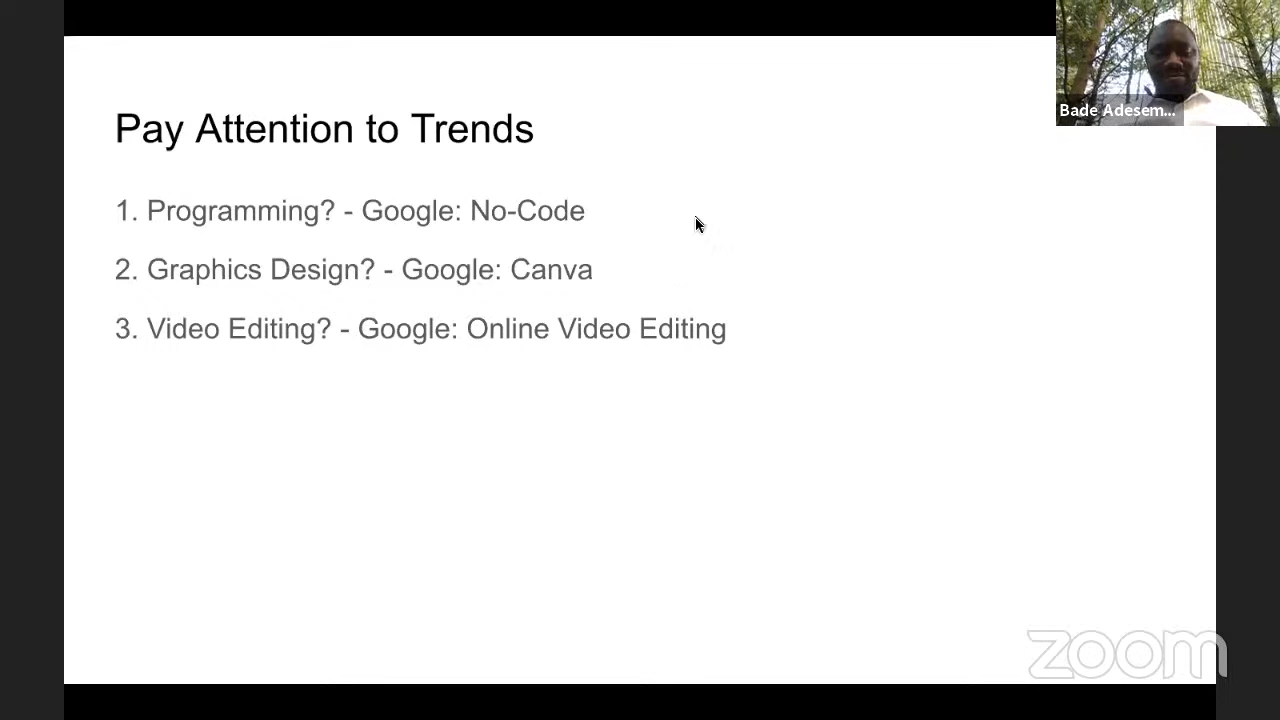 Bade Adesem...
Pay Attention to Trends
1. Programming? - Google: No-Code
2. Graphics Design? - Google: Canva
3. Video Editing? - Google: Online Video Editing
zoom